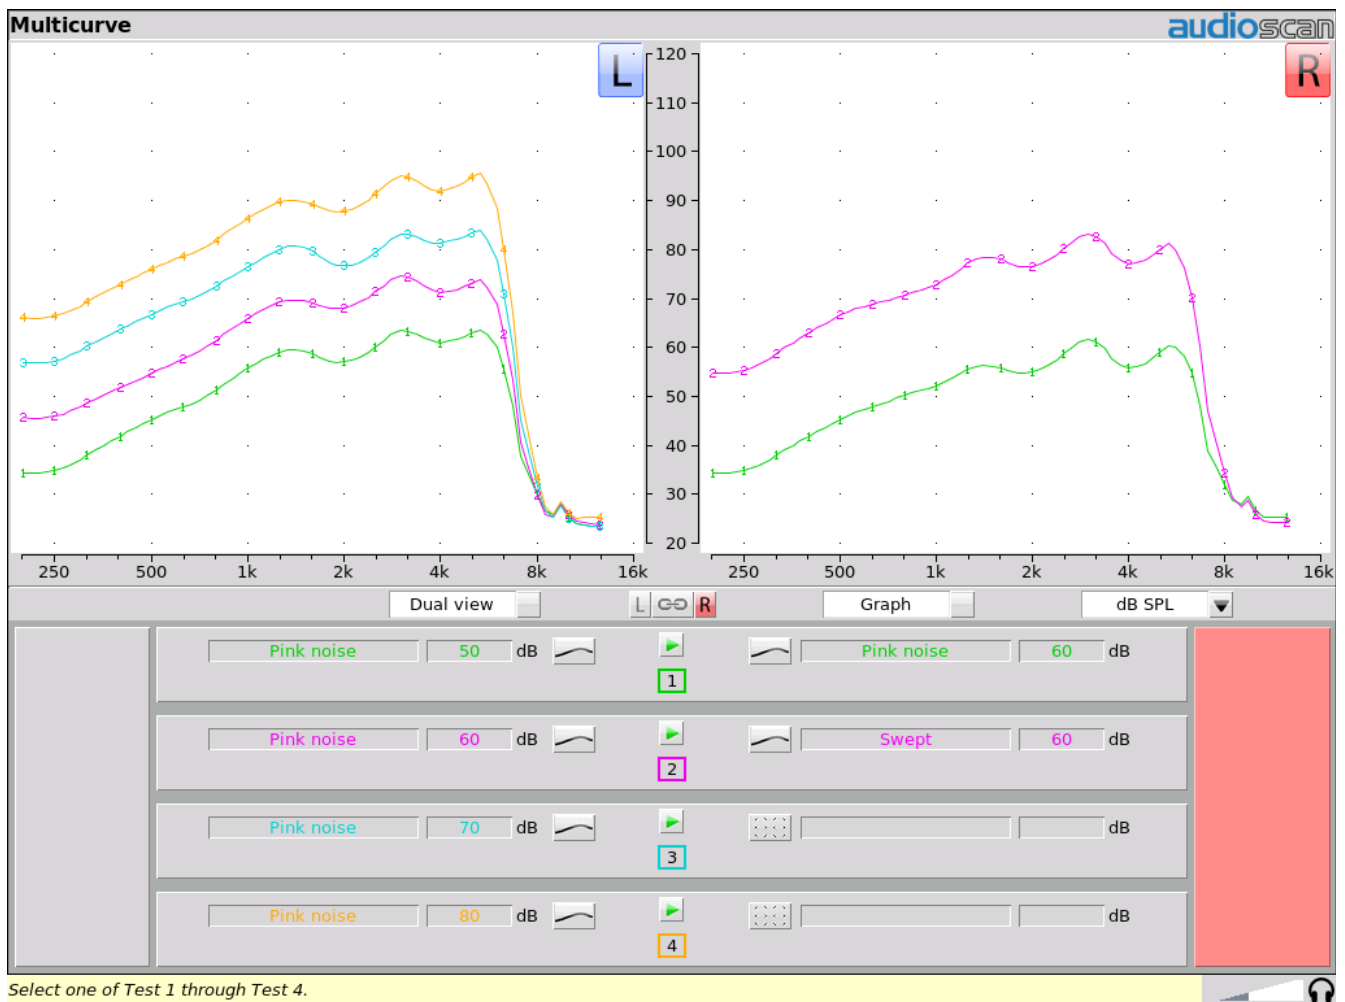 Multicurve
audioscan
L
R
120
110
100
90
80
70
60
50
40
30
20
250 500 1k 2k 4k 8k 16k
250 500 1k 2k 4k 8k 16k
Dual view L R Graph dB SPL
Pink noise 50 dB Pink noise 60 dB
1
Pink noise 60 dB Swept 60 dB
2
Pink noise 70 dB dB
3
Pink noise 80 dB dB
4
Select one of Test 1 through Test 4.